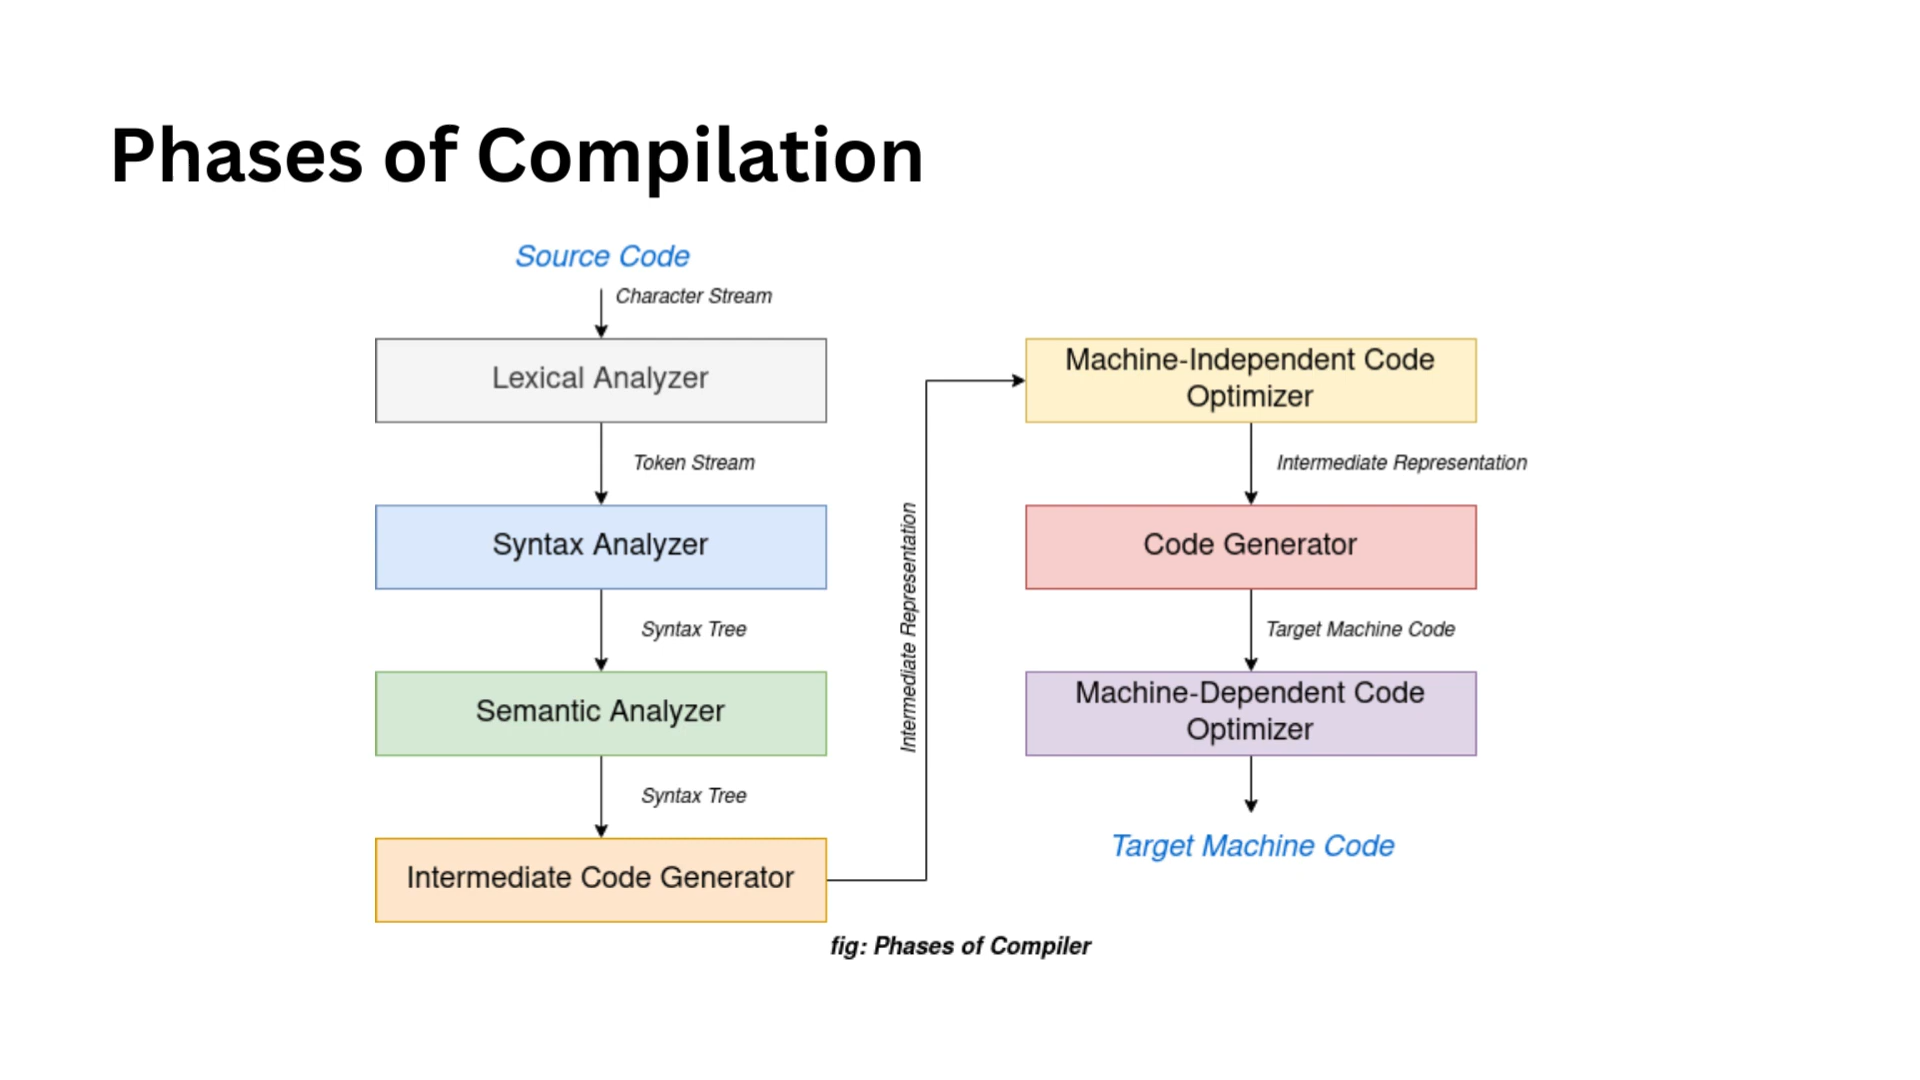 Phases of Compilation
Source Code
Character Stream
Lexical Analyzer
Token Stream
Syntax Analyzer
Syntax Tree
Semantic Analyzer
Syntax Tree
Intermediate Code Generator
Intermediate Representation
Machine-Independent Code
Optimizer
Intermediate Representation
Code Generator
Target Machine Code
Machine-Dependent Code
Optimizer
Target Machine Code
fig: Phases of Compiler